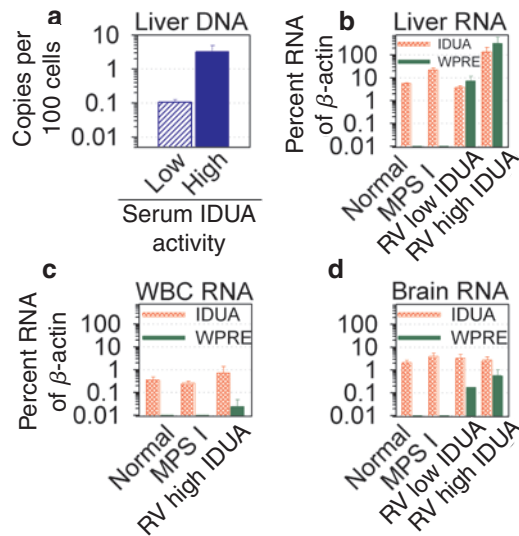 a
Liver DNA
Copies per
100 cells
10
1
0.1
0.01
Low
High
Serum IDUA
activity
b
Liver RNA
IDUA
WPRE
Percent RNA
of β-actin
100
10
1
0.1
0.01
Normal
MPS I
RV low IDUA
RV high IDUA
c
WBC RNA
IDUA
WPRE
Percent RNA
of β-actin
100
10
1
0.1
0.01
Normal
MPS I
RV high IDUA
d
Brain RNA
IDUA
WPRE
100
10
1
0.1
0.01
Normal
MPS I
RV low IDUA
RV high IDUA